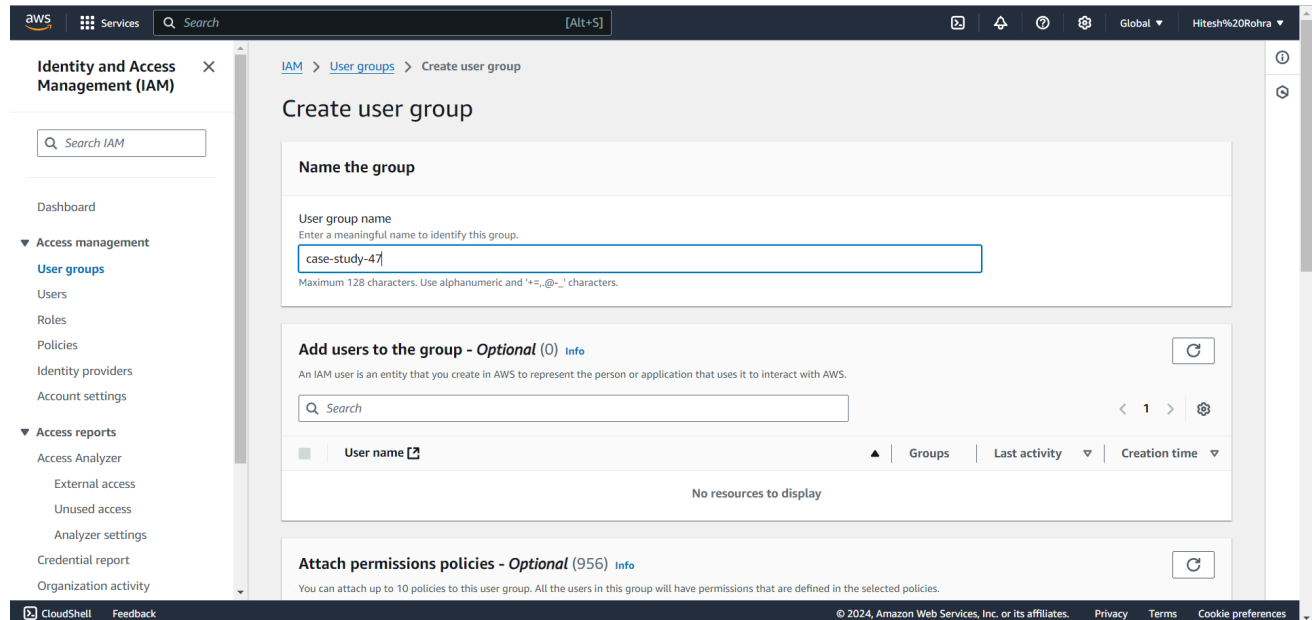 aws Services Search [Alt+S] Global ▼ Hitesh%20Rohra ▼
Identity and Access
Management (IAM)
Search IAM
Dashboard
Access management
User groups
Users
Roles
Policies
Identity providers
Account settings
Access reports
Access Analyzer
External access
Unused access
Analyzer settings
Credential report
Organization activity
IAM > User groups > Create user group
Create user group
Name the group
User group name
Enter a meaningful name to identify this group.
case-study-47
Maximum 128 characters. Use alphanumeric and '+=,.@-_' characters.
Add users to the group - Optional (0) Info
An IAM user is an entity that you create in AWS to represent the person or application that uses it to interact with AWS.
Search
< 1 >
User name Groups Last activity Creation time
No resources to display
Attach permissions policies - Optional (956) Info
You can attach up to 10 policies to this user group. All the users in this group will have permissions that are defined in the selected policies.
CloudShell Feedback © 2024, Amazon Web Services, Inc. or its affiliates. Privacy Terms Cookie preferences